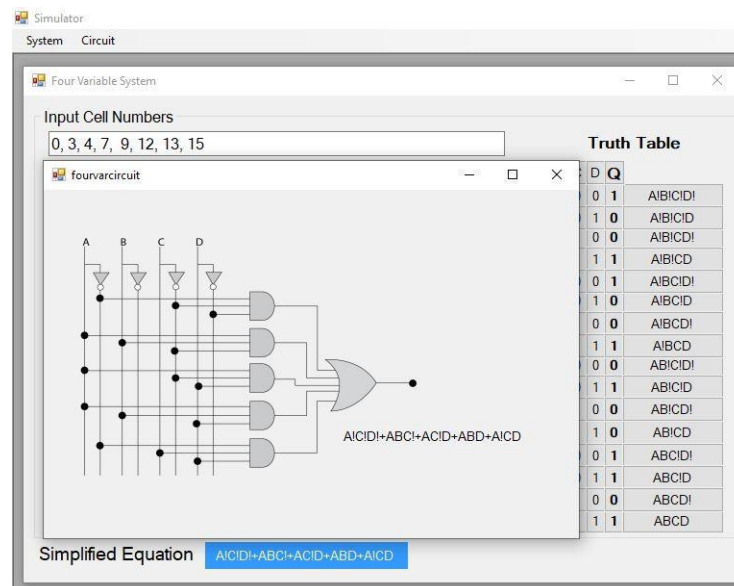 Simulator
System Circuit
Four Variable System
Input Cell Numbers
0, 3, 4, 7, 9, 12, 13, 15
Truth Table
fourvarcircuit
D Q
0 1 A!B!C!D!
1 0 A!B!C!D
0 0 A!B!CD!
1 1 A!B!CD
0 1 A!BC!D!
1 0 A!BC!D
0 0 A!BCD!
1 1 A!BCD
0 0 AB!C!D!
1 1 AB!C!D
0 0 AB!CD!
1 0 AB!CD
0 1 ABC!D!
1 1 ABC!D
0 0 ABCD!
1 1 ABCD
A B C D
A!C!D!+ABC!+AC!D+ABD+A!CD
Simplified Equation A!C!D!+ABC!+AC!D+ABD+A!CD